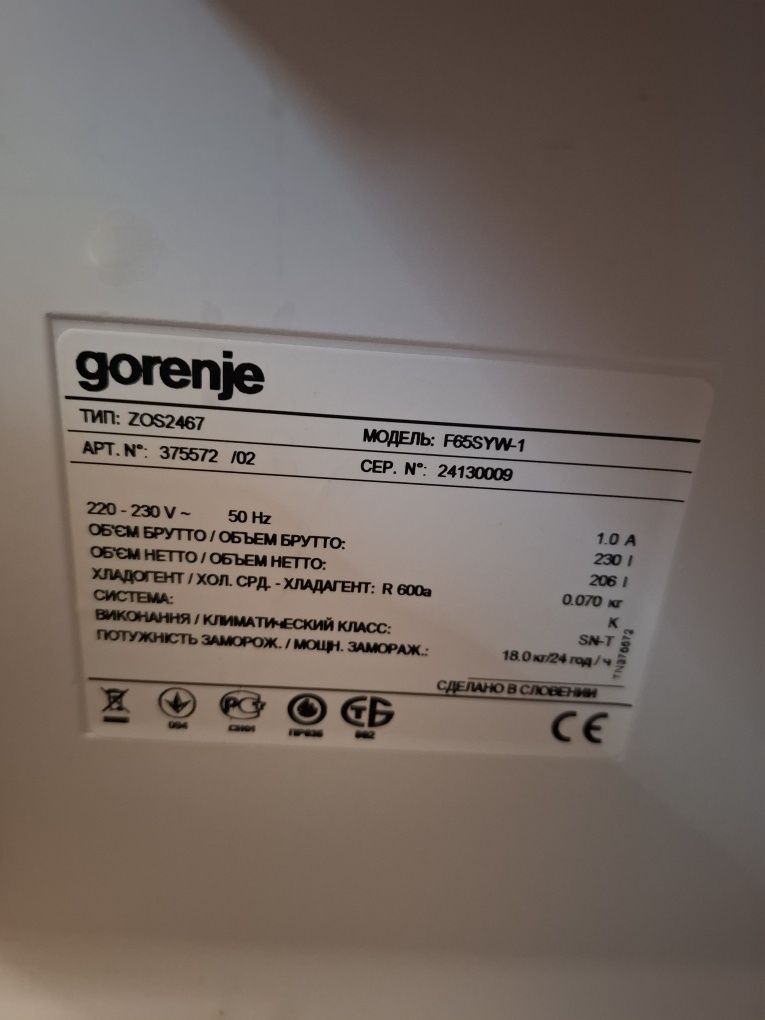 gorenje
ТИП: ZOS2467 МОДЕЛЬ: F65SYW-1
АРТ. N°: 375572 /02 СЕР. N°: 24130009
220 - 230 V ~ 50 Hz 1.0 A
ОБ'ЄМ БРУТТО / ОБЪЕМ БРУТТО: 230 l
ОБ'ЄМ НЕТТО / ОБЪЕМ НЕТТО: 206 l
ХЛАДОГЕНТ / ХОЛ. СРД. - ХЛАДАГЕНТ: R 600a 0.070 кг
СИСТЕМА: K
ВИКОНАННЯ / КЛИМАТИЧЕСКИЙ КЛАСС: SN-T
ПОТУЖНІСТЬ ЗАМОРОЖ. / МОЩН. ЗАМОРАЖ.: 18.0 кг/24 год / ч
СДЕЛАНО В СЛОВЕНИИ
РСТ
CE